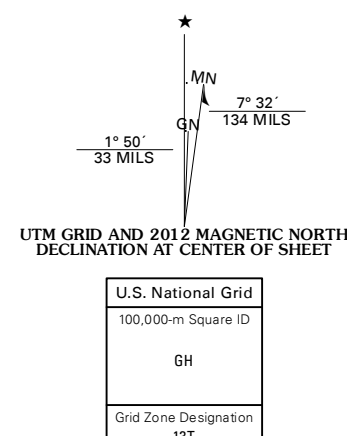 ★
MN
GN
7° 32´
134 MILS
1° 50´
33 MILS
UTM GRID AND 2012 MAGNETIC NORTH
DECLINATION AT CENTER OF SHEET
U.S. National Grid
100,000-m Square ID
GH
Grid Zone Designation